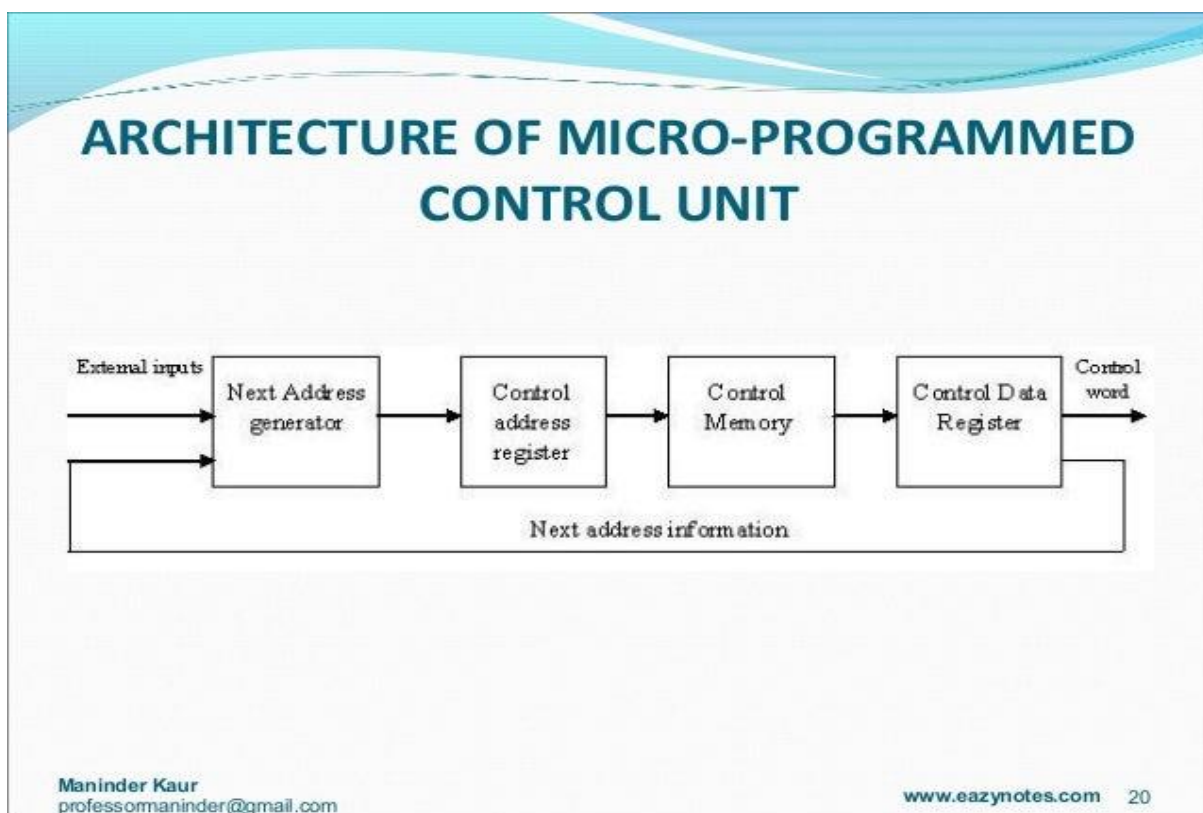 ARCHITECTURE OF MICRO-PROGRAMMED
CONTROL UNIT
External inputs
Next Address
generator
Control
address
register
Control
Memory
Control Data
Register
Control
word
Next address information
Maninder Kaur
professormaninder@gmail.com
www.eazynotes.com 20